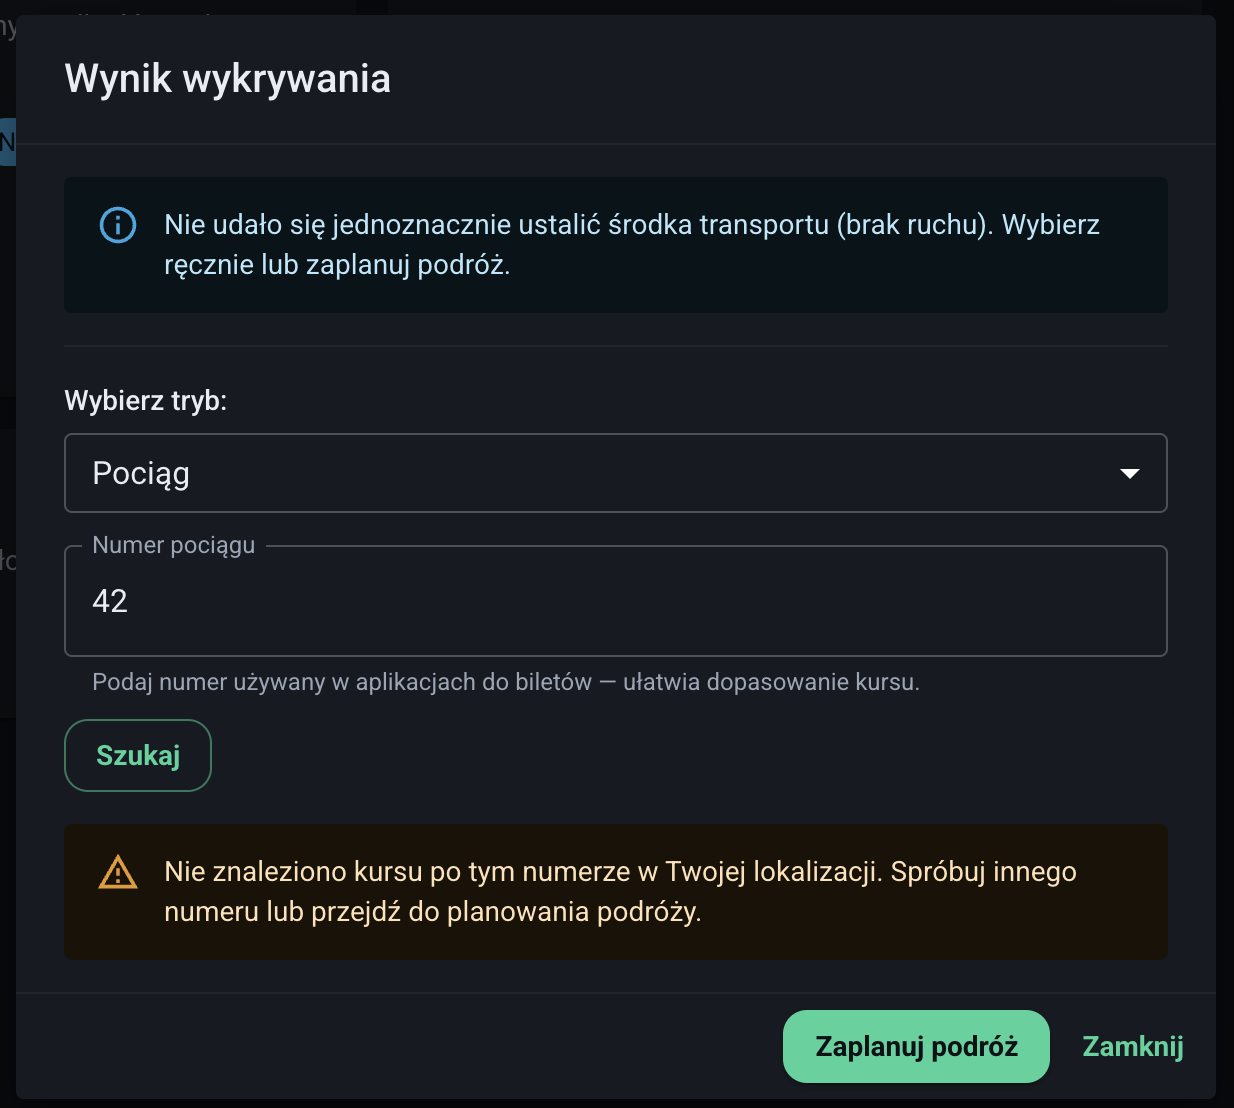 Wynik wykrywania
N
Nie udało się jednoznacznie ustalić środka transportu (brak ruchu). Wybierz
ręcznie lub zaplanuj podróż.
Wybierz tryb:
Pociąg
Numer pociągu
42
Podaj numer używany w aplikacjach do biletów — ułatwia dopasowanie kursu.
Szukaj
Nie znaleziono kursu po tym numerze w Twojej lokalizacji. Spróbuj innego
numeru lub przejdź do planowania podróży.
Zaplanuj podróż
Zamknij